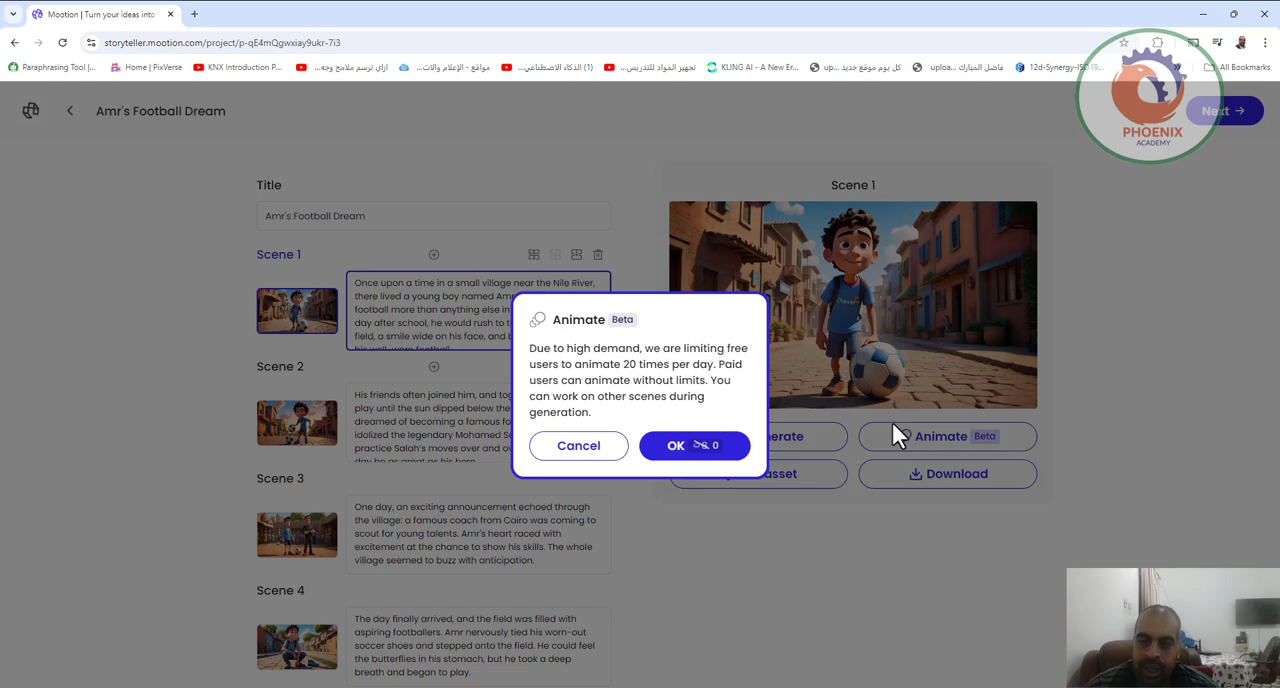 Mootion | Turn your ideas into
storyteller.mootion.com/project/p-qE4mQgwxiay9ukr-7i3
Paraphrasing Tool |...
Home | PixVerse
KNX Introduction P...
ازاي ترسم ملامح وجه...
مواقع - الإعلام والات...
(1) الذكاء الاصطناعي...
تجهيز المواد للتدريس...
KLING AI - A New Er...
كل يوم موقع جديد up...
فاضل المبارك uploa...
12d-Synergy-ISO19...
All Bookmarks
Amr's Football Dream
Next →
PHOENIX
ACADEMY
Title
Amr's Football Dream
Scene 1
Once upon a time in a small village near the Nile River,
there lived a young boy named Am
football more than anything else in
day after school, he would rush to t
field, a smile wide on his face, and b
Scene 2
His friends often joined him, and tog
play until the sun dipped below the
dreamed of becoming a famous fo
idolized the legendary Mohamed S
practice Salah's moves over and ov
Scene 3
One day, an exciting announcement echoed through
the village: a famous coach from Cairo was coming to
scout for young talents. Amr's heart raced with
excitement at the chance to show his skills. The whole
village seemed to buzz with anticipation.
Scene 4
The day finally arrived, and the field was filled with
aspiring footballers. Amr nervously tied his worn-out
soccer shoes and stepped onto the field. He could feel
the butterflies in his stomach, but he took a deep
breath and began to play.
Scene 1
Animate Beta
Due to high demand, we are limiting free
users to animate 20 times per day. Paid
users can animate without limits. You
can work on other scenes during
generation.
Cancel
OK 0
nerate
Animate Beta
asset
Download